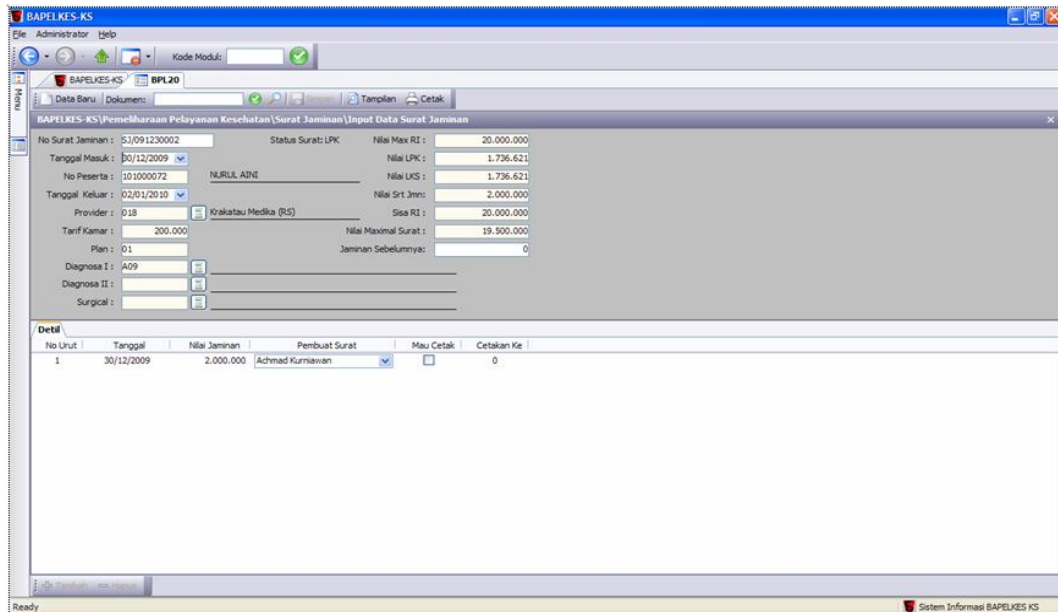 BAPELKES-KS
File Administrator Help
Kode Modul:
Menu
BAPELKES-KS BPL20
Data Baru Dokumen: Simpan Tampilan Cetak
BAPELKES-KS\Pemeliharaan Pelayanan Kesehatan\Surat Jaminan\Input Data Surat Jaminan
No Surat Jaminan : SJ/091230002 Status Surat: LPK Nilai Max RI : 20.000.000
Tanggal Masuk : 30/12/2009 Nilai LPK : 1.736.621
No Peserta : 101000072 NURUL AINI Nilai LKS : 1.736.621
Tanggal Keluar : 02/01/2010 Nilai Srt Jmn: 2.000.000
Provider : 018 Krakatau Medika (RS) Sisa RI : 20.000.000
Tarif Kamar : 200.000 Nilai Maximal Surat : 19.500.000
Plan : 01 Jaminan Sebelumnya: 0
Diagnosa I : A09
Diagnosa II :
Surgical :
Detil
No Urut Tanggal Nilai Jaminan Pembuat Surat Mau Cetak Cetakan Ke
1 30/12/2009 2.000.000 Achmad Kurniawan 0
Tambah Hapus
Ready Sistem Informasi BAPELKES KS